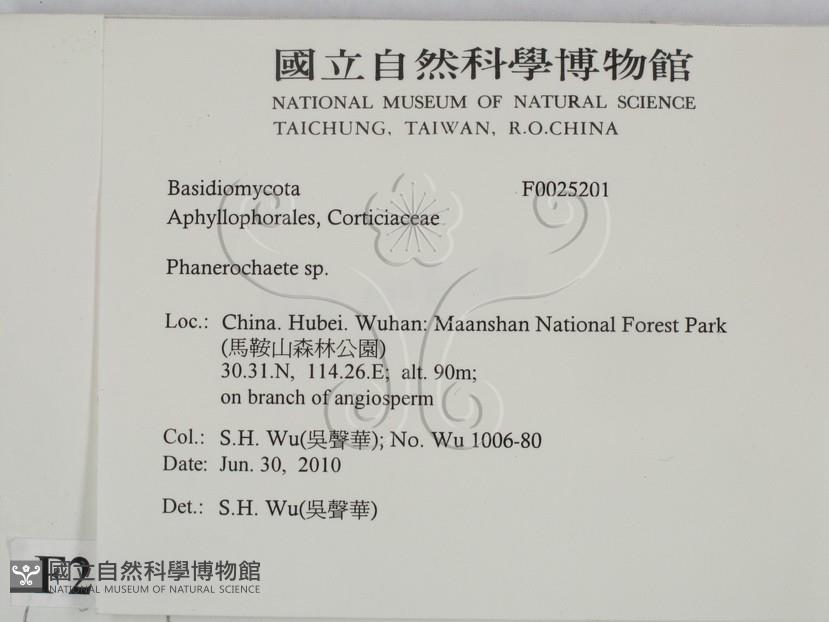 國立自然科學博物館
NATIONAL MUSEUM OF NATURAL SCIENCE
TAICHUNG, TAIWAN, R.O.CHINA
Basidiomycota F0025201
Aphyllophorales, Corticiaceae
Phanerochaete sp.
Loc.: China. Hubei. Wuhan: Maanshan National Forest Park
(馬鞍山森林公園)
30.31.N, 114.26.E; alt. 90m;
on branch of angiosperm
Col.: S.H. Wu(吳聲華); No. Wu 1006-80
Date: Jun. 30, 2010
Det.: S.H. Wu(吳聲華)
F2
國立自然科學博物館
NATIONAL MUSEUM OF NATURAL SCIENCE